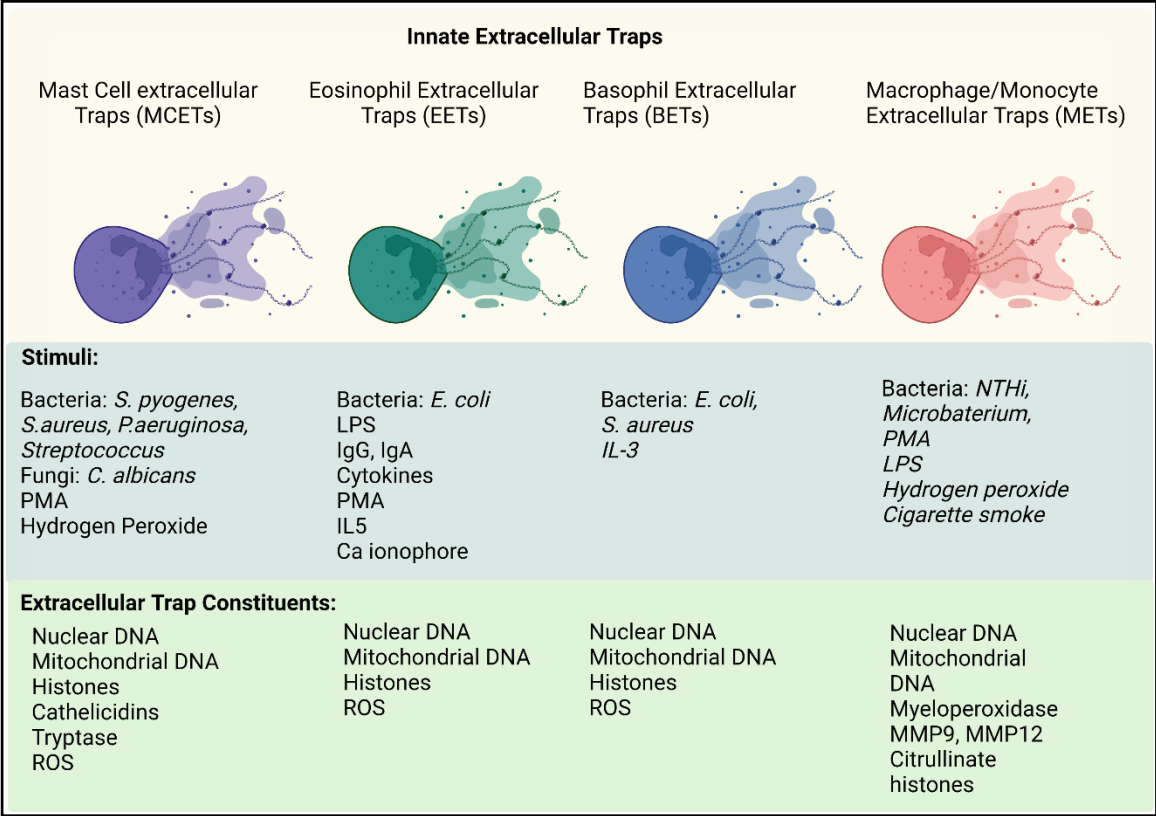 Innate Extracellular Traps
Mast Cell extracellular
Traps (MCETs)
Eosinophil Extracellular
Traps (EETs)
Basophil Extracellular
Traps (BETs)
Macrophage/Monocyte
Extracellular Traps (METs)
Stimuli:
Bacteria: S. pyogenes,
S.aureus, P.aeruginosa,
Streptococcus
Fungi: C. albicans
PMA
Hydrogen Peroxide
Bacteria: E. coli
LPS
IgG, IgA
Cytokines
PMA
IL5
Ca ionophore
Bacteria: E. coli,
S. aureus
IL-3
Bacteria: NTHi,
Microbaterium,
PMA
LPS
Hydrogen peroxide
Cigarette smoke
Extracellular Trap Constituents:
Nuclear DNA
Mitochondrial DNA
Histones
Cathelicidins
Tryptase
ROS
Nuclear DNA
Mitochondrial DNA
Histones
ROS
Nuclear DNA
Mitochondrial DNA
Histones
ROS
Nuclear DNA
Mitochondrial
DNA
Myeloperoxidase
MMP9, MMP12
Citrullinate
histones